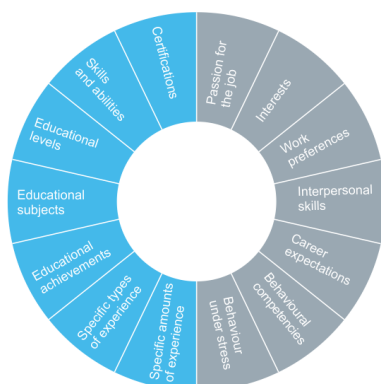 Passion for
the job
Interests
Work
preferences
Interpersonal
skills
Career
expectations
Behavioural
competencies
Behaviour
under stress
Specific amounts
of experience
Specific types
of experience
Educational
achievements
Educational
subjects
Educational
levels
Skills
and abilities
Certifications